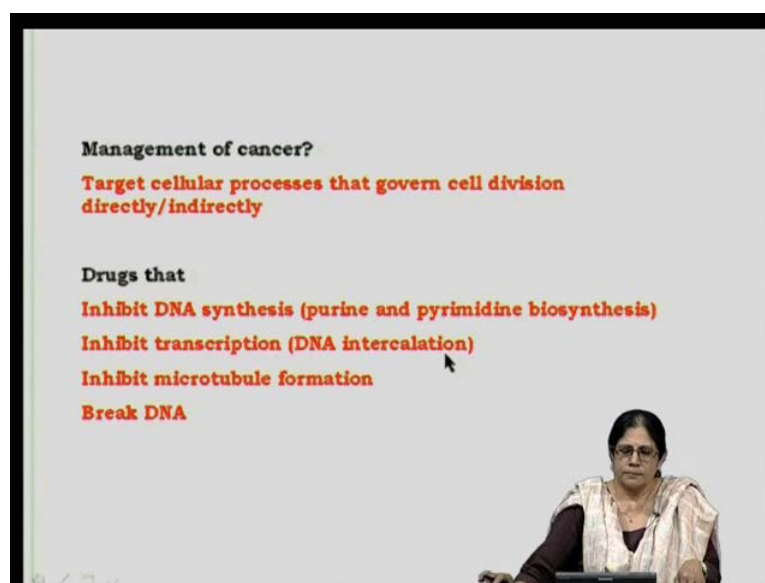 Management of cancer?
Target cellular processes that govern cell division
directly/indirectly
Drugs that
Inhibit DNA synthesis (purine and pyrimidine biosynthesis)
Inhibit transcription (DNA intercalation)
Inhibit microtubule formation
Break DNA